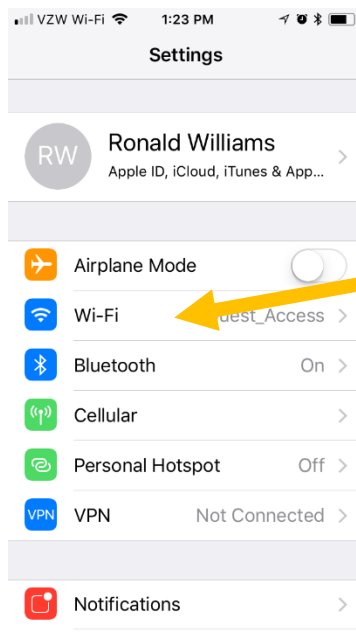 VZW Wi-Fi 1:23 PM
Settings
RW
Ronald Williams
Apple ID, iCloud, iTunes & App...
Airplane Mode
Wi-Fi uest_Access
Bluetooth On
Cellular
Personal Hotspot Off
VPN VPN Not Connected
Notifications